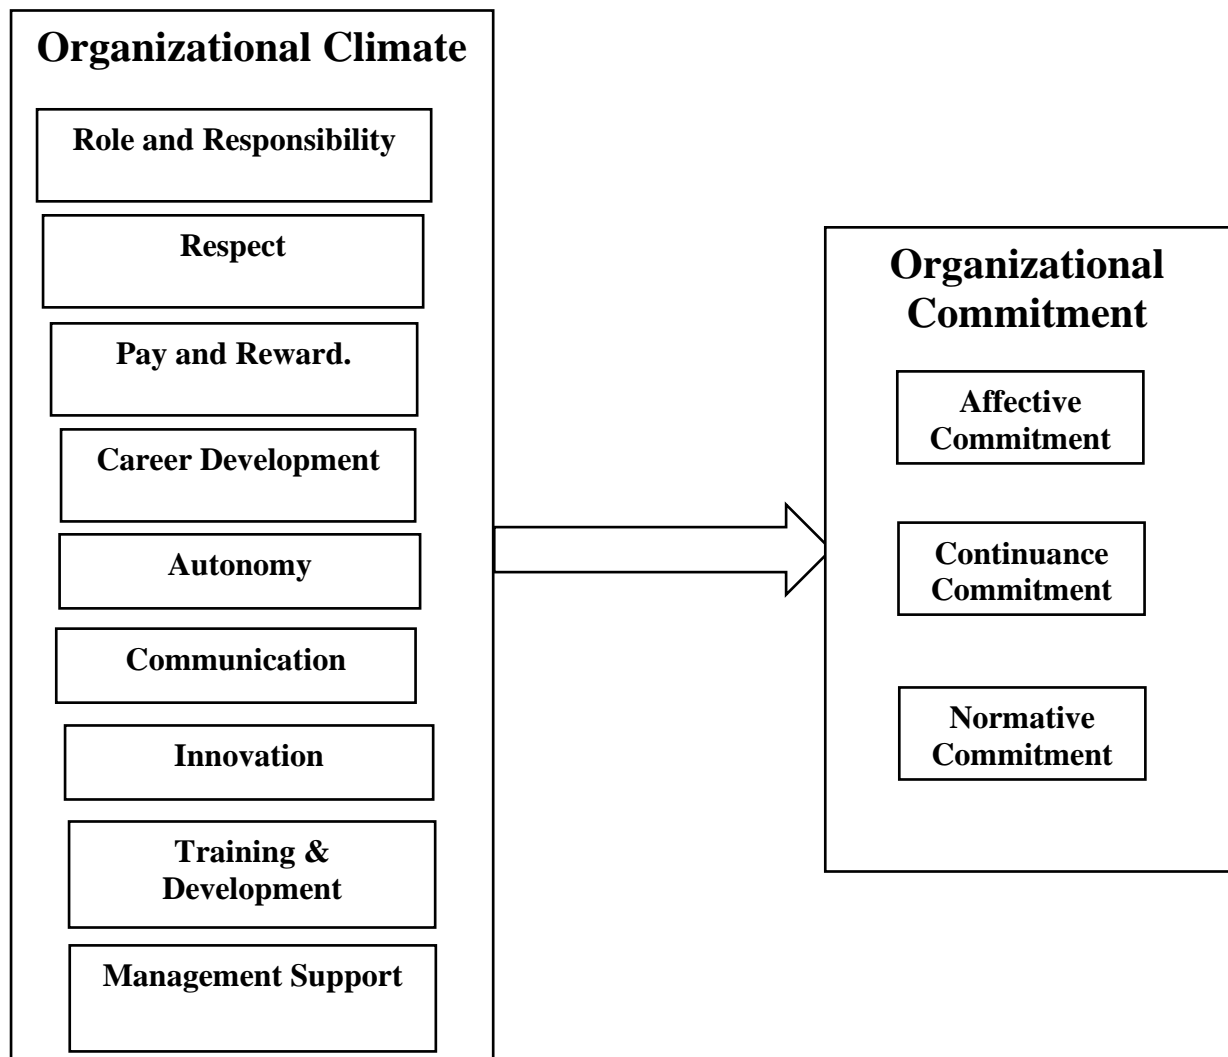 Organizational Climate
Role and Responsibility
Respect
Pay and Reward.
Career Development
Autonomy
Communication
Innovation
Training &
Development
Management Support
Organizational
Commitment
Affective
Commitment
Continuance
Commitment
Normative
Commitment